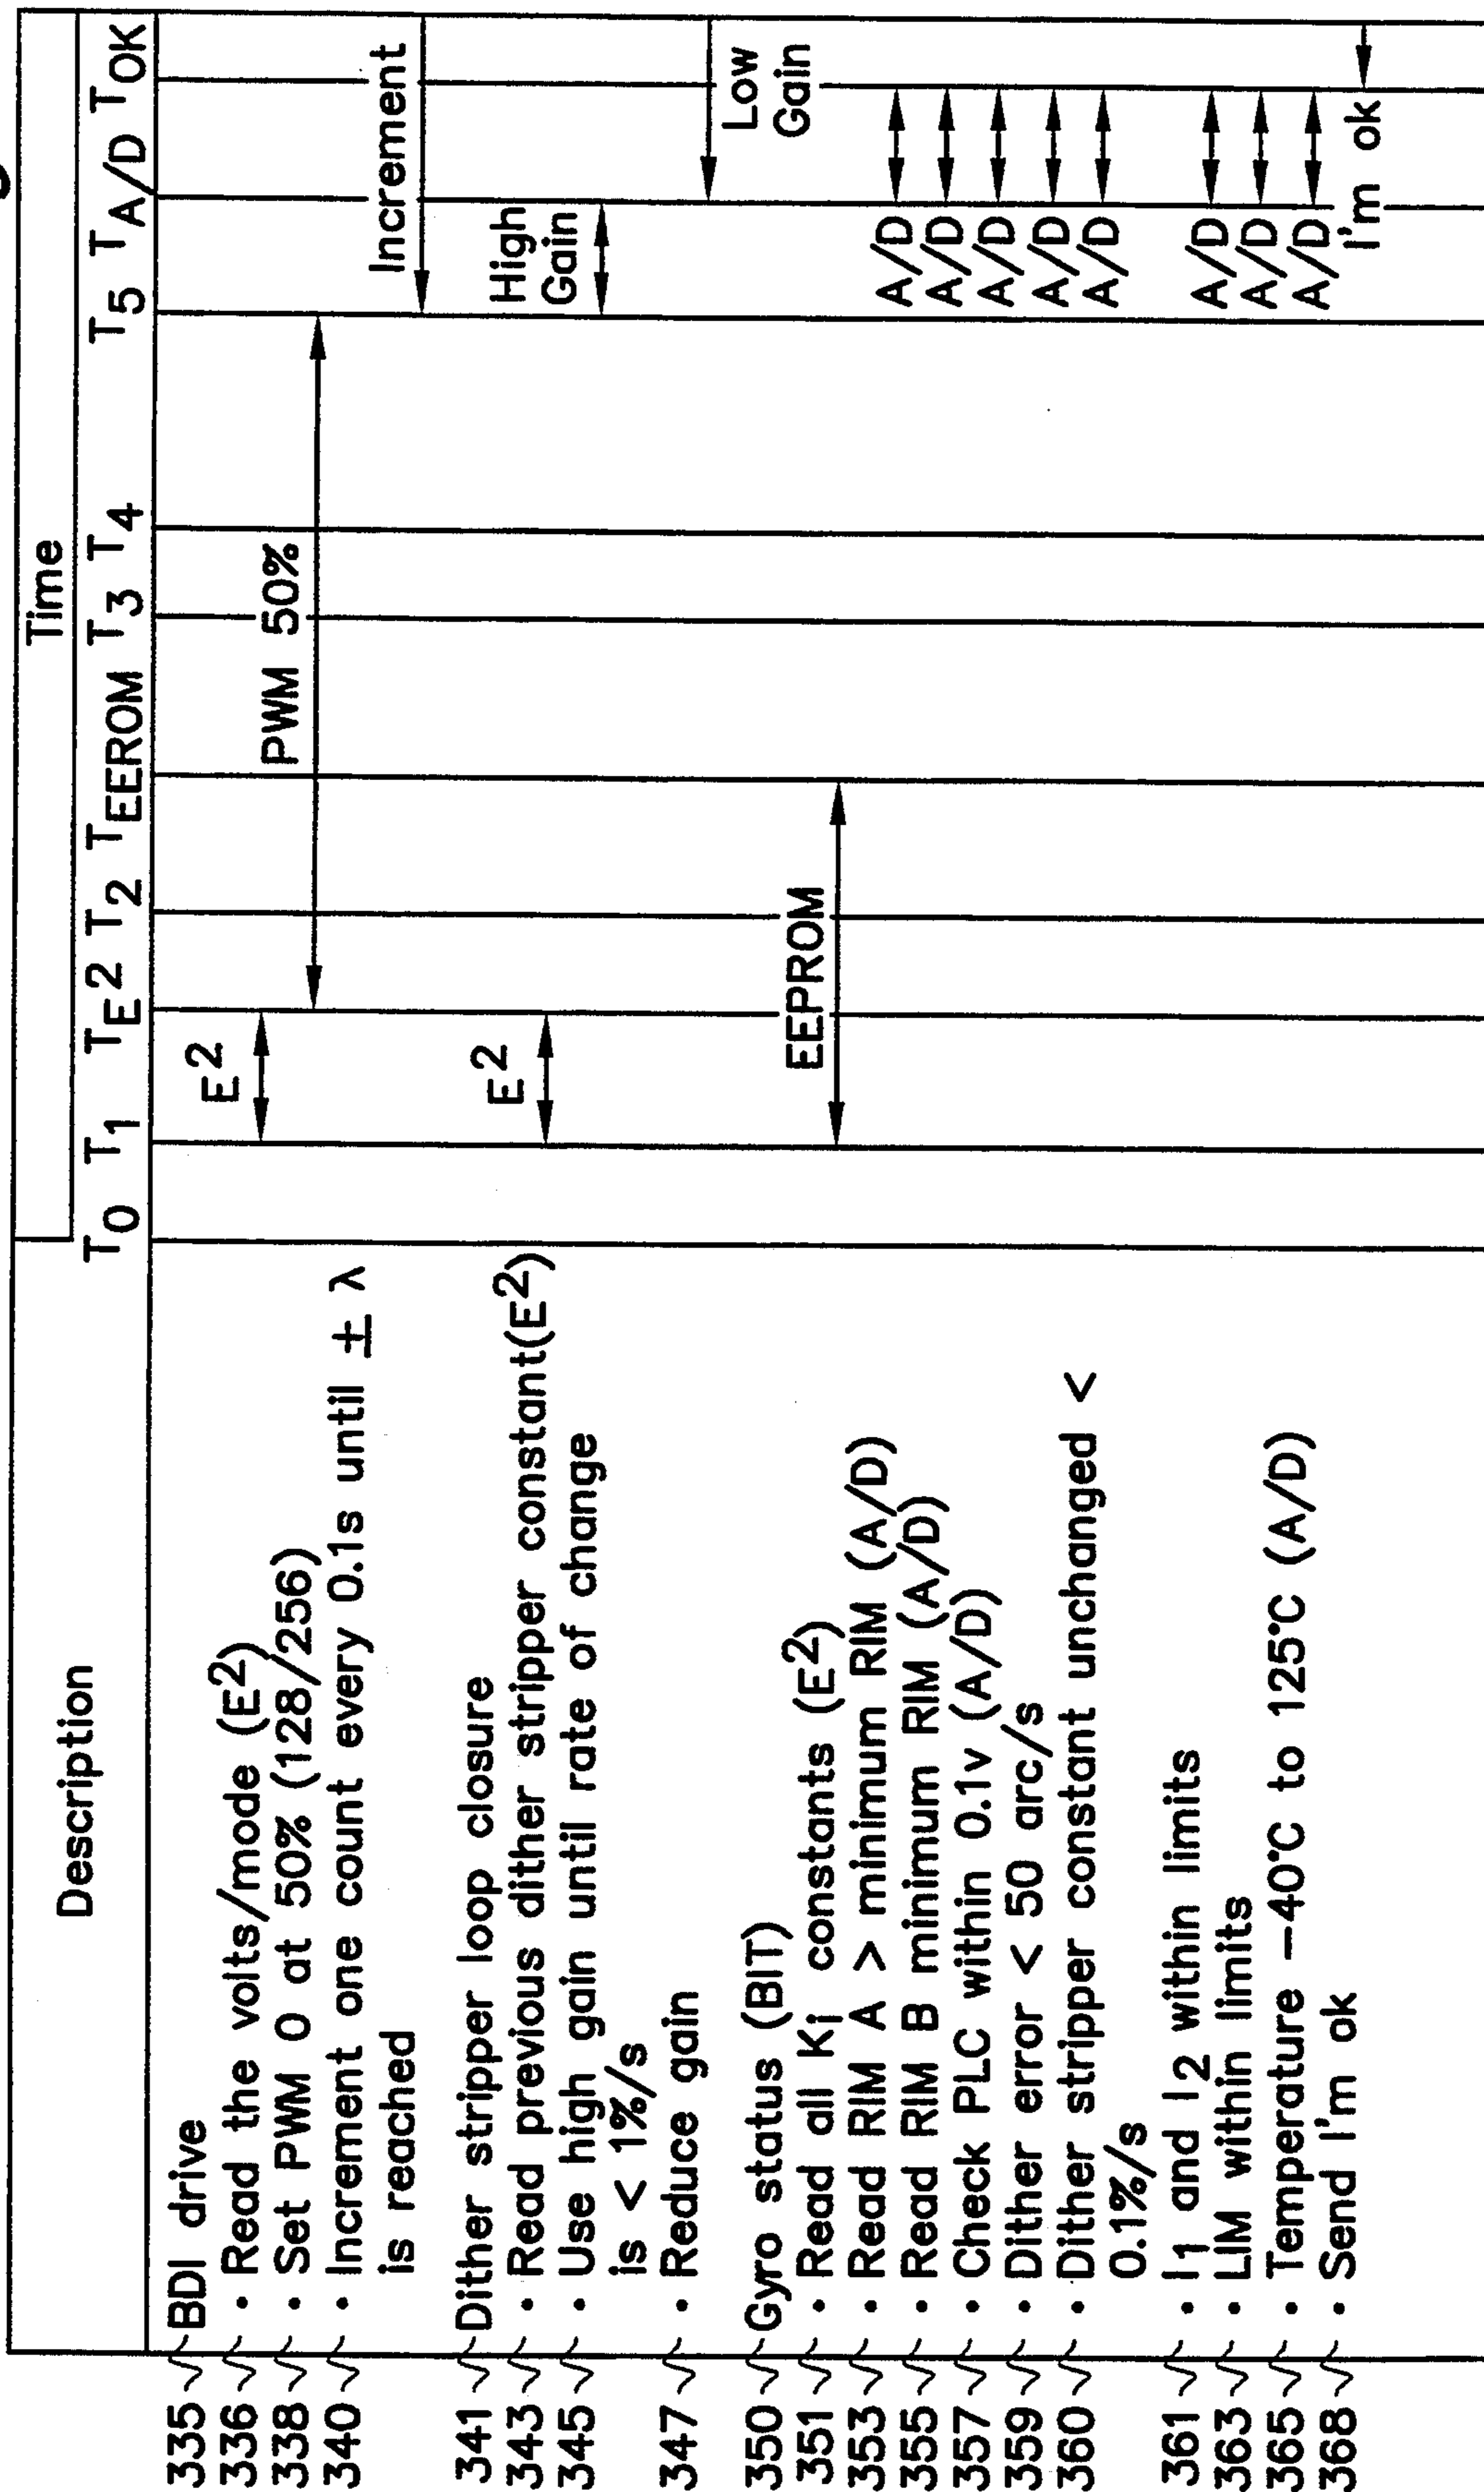 Description
Time
T0 T1 TE2 T2 TEEROM T3 T4 T5 TA/D TOK
335 BDI drive
336 • Read the volts/mode (E2)
E2
338 • Set PWM 0 at 50% (128/256)
PWM 50%
340 • Increment one count every 0.1s until ± λ
is reached
Increment
341 Dither stripper loop closure
343 • Read previous dither stripper constant(E2)
E2
High
Gain
345 • Use high gain until rate of change
is < 1%/s
347 • Reduce gain
Low
Gain
350 Gyro status (BIT)
351 • Read all Ki constants (E2)
EEPROM
353 • Read RIM A > minimum RIM (A/D)
A/D
355 • Read RIM B minimum RIM (A/D)
A/D
357 • Check PLC within 0.1v (A/D)
A/D
359 • Dither error < 50 arc/s
A/D
360 • Dither stripper constant unchanged <
0.1%/s
A/D
361 • I1 and I2 within limits
A/D
363 • LIM within limits
A/D
365 • Temperature −40°C to 125°C (A/D)
A/D
368 • Send I'm ok
I'm ok